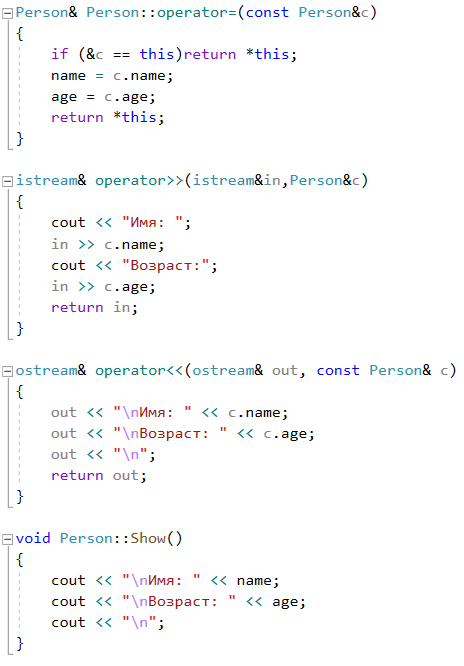 Person& Person::operator=(const Person&c)
{
    if (&c == this)return *this;
    name = c.name;
    age = c.age;
    return *this;
}
istream& operator>>(istream&in,Person&c)
{
    cout << "Имя: ";
    in >> c.name;
    cout << "Возраст:";
    in >> c.age;
    return in;
}
ostream& operator<<(ostream& out, const Person& c)
{
    out << "\nИмя: " << c.name;
    out << "\nВозраст: " << c.age;
    out << "\n";
    return out;
}
void Person::Show()
{
    cout << "\nИмя: " << name;
    cout << "\nВозраст: " << age;
    cout << "\n";
}